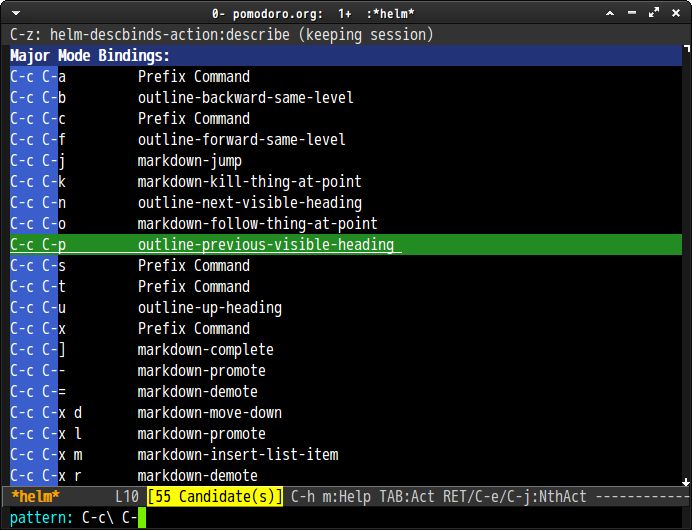 0- pomodoro.org:  1+  :*helm*
C-z: helm-descbinds-action:describe (keeping session)
Major Mode Bindings:
C-c C-a         Prefix Command
C-c C-b         outline-backward-same-level
C-c C-c         Prefix Command
C-c C-f         outline-forward-same-level
C-c C-j         markdown-jump
C-c C-k         markdown-kill-thing-at-point
C-c C-n         outline-next-visible-heading
C-c C-o         markdown-follow-thing-at-point
C-c C-p         outline-previous-visible-heading
C-c C-s         Prefix Command
C-c C-t         Prefix Command
C-c C-u         outline-up-heading
C-c C-x         Prefix Command
C-c C-]         markdown-complete
C-c C--         markdown-promote
C-c C-=         markdown-demote
C-c C-x d       markdown-move-down
C-c C-x l       markdown-promote
C-c C-x m       markdown-insert-list-item
C-c C-x r       markdown-demote
*helm*       L10 [55 Candidate(s)] C-h m:Help TAB:Act RET/C-e/C-j:NthAct ------------
pattern: C-c\ C-